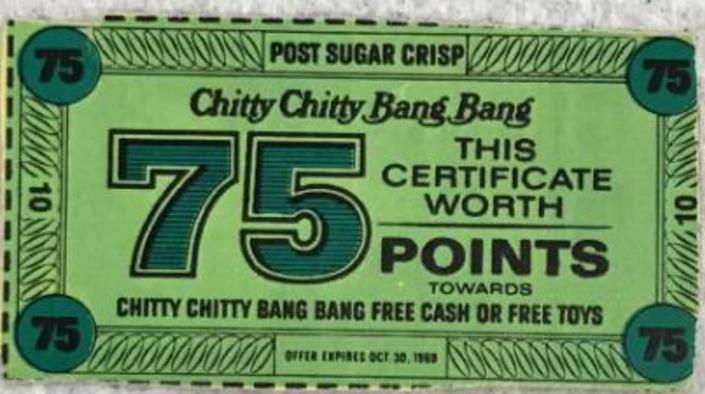 75
POST SUGAR CRISP
75
Chitty Chitty Bang Bang
75
THIS
CERTIFICATE
WORTH
10
10
POINTS
TOWARDS
CHITTY CHITTY BANG BANG FREE CASH OR FREE TOYS
75
OFFER EXPIRES OCT 30, 1969
75